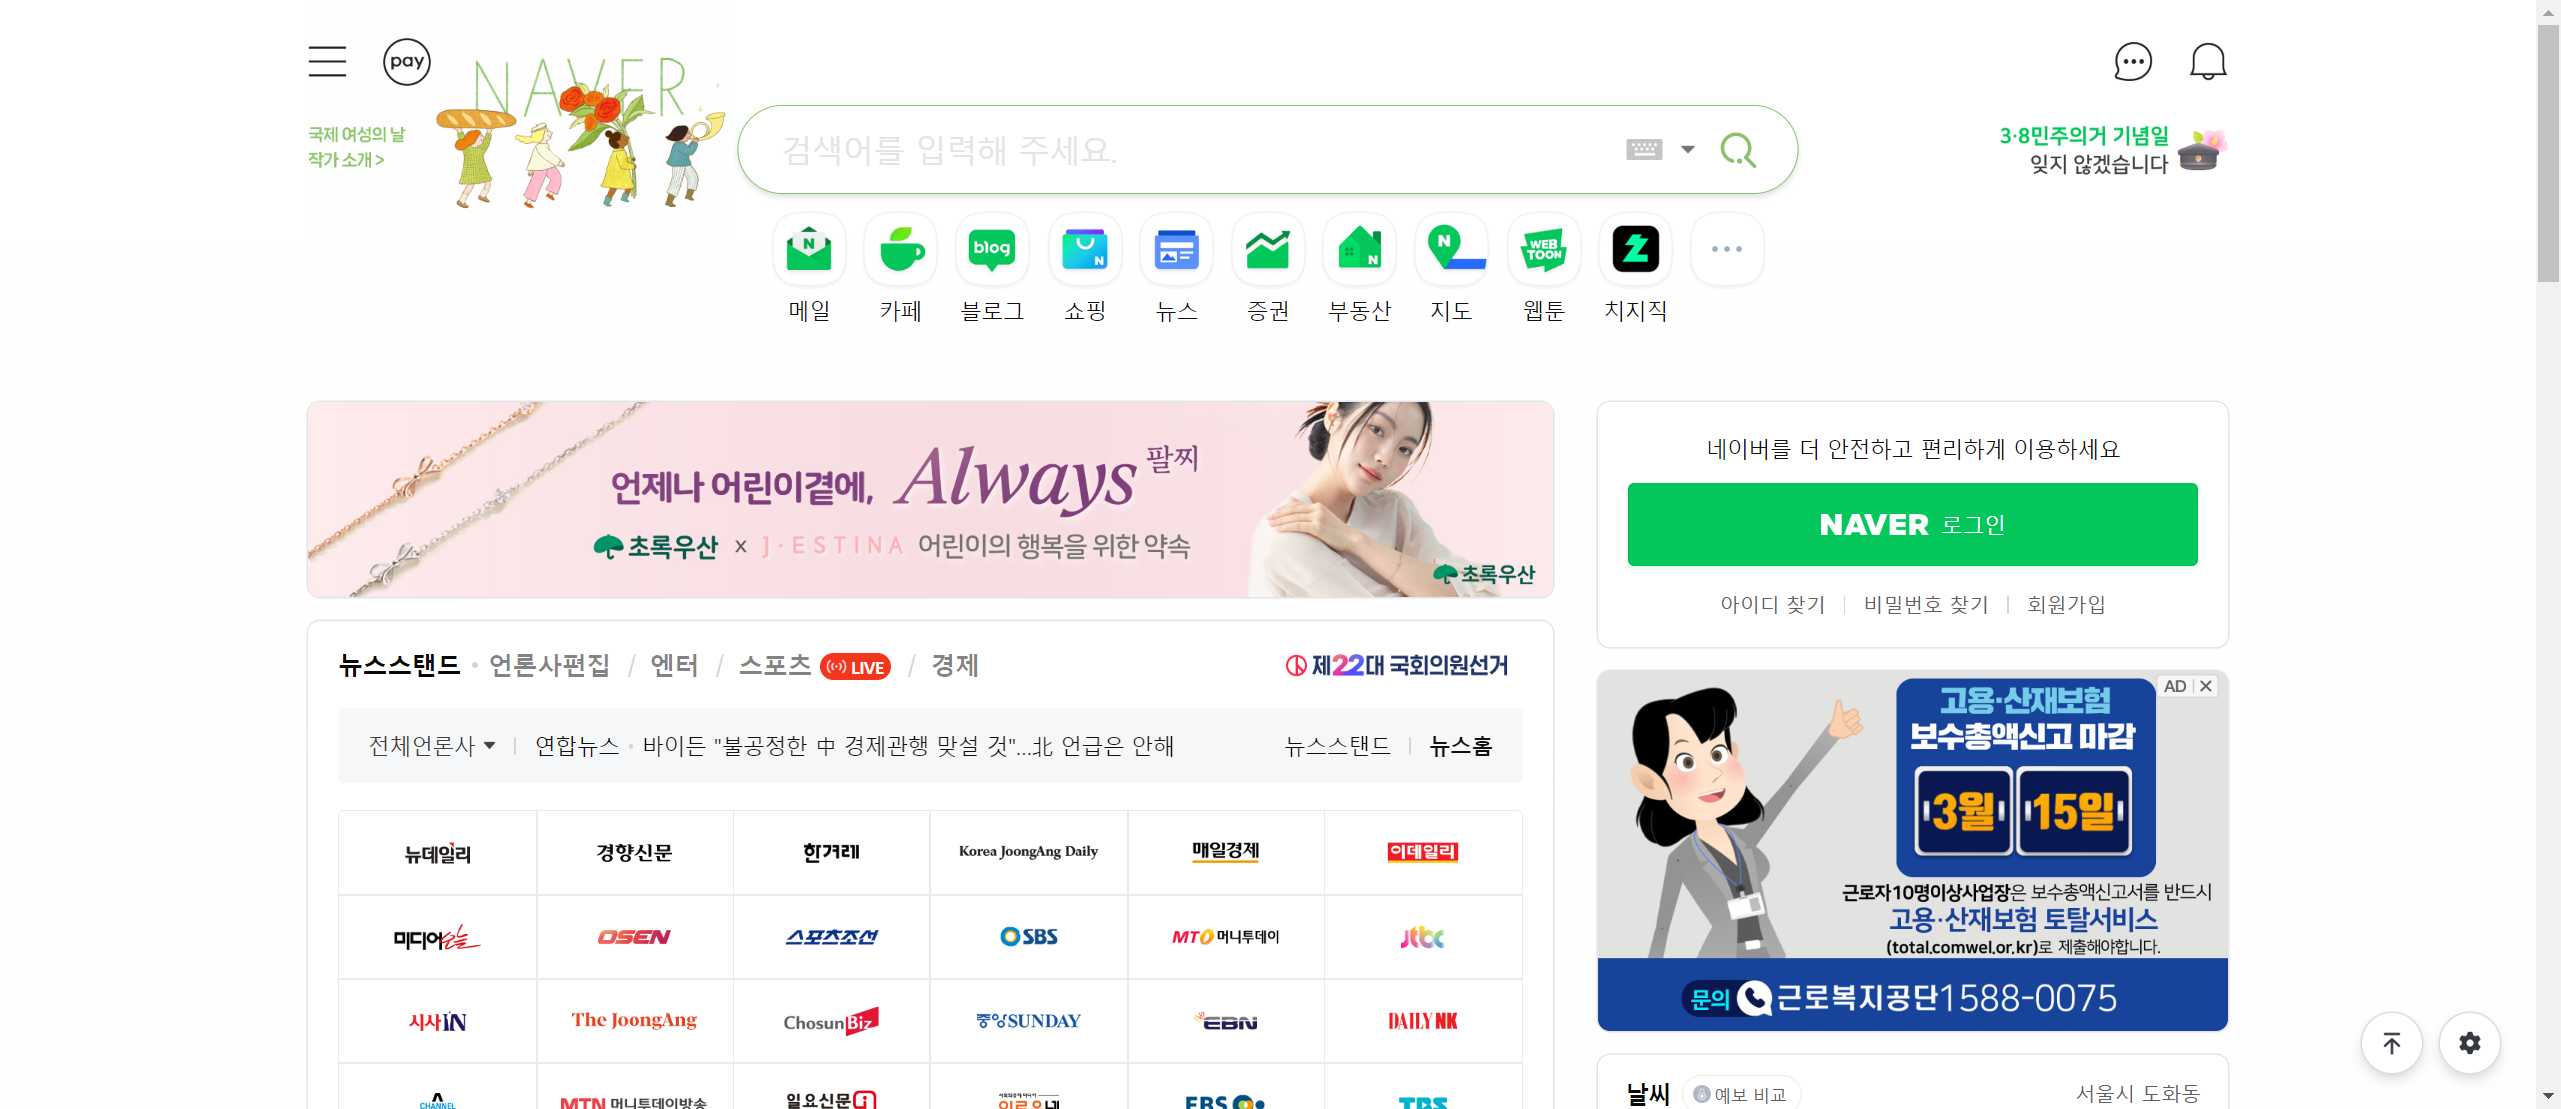 pay
NAVER
국제 여성의 날
작가 소개 >
검색어를 입력해 주세요.
3·8민주의거 기념일
잊지 않겠습니다
N
blog
N
N
N
WEB
TOON
메일
카페
블로그
쇼핑
뉴스
증권
부동산
지도
웹툰
치지직
언제나 어린이곁에, Always 팔찌
초록우산 x J·ESTINA 어린이의 행복을 위한 약속
초록우산
네이버를 더 안전하고 편리하게 이용하세요
NAVER 로그인
아이디 찾기
비밀번호 찾기
회원가입
뉴스스탠드 · 언론사편집 / 엔터 / 스포츠 LIVE / 경제
제22대 국회의원선거
전체언론사
연합뉴스 · 바이든 "불공정한 中 경제관행 맞설 것"...北 언급은 안해
뉴스스탠드
뉴스홈
뉴데일리
경향신문
한겨레
Korea JoongAng Daily
매일경제
이데일리
미디어오늘
OSEN
스포츠조선
SBS
MTO 머니투데이
jtbc
시사IN
The JoongAng
ChosunBiz
중앙SUNDAY
EBN
DAILY NK
CHANNEL
MTN 머니투데이방송
일요신문
EBS
TBS
AD
고용·산재보험
보수총액신고 마감
3월 15일
근로자10명이상사업장은 보수총액신고서를 반드시
고용·산재보험 토탈서비스
(total.comwel.or.kr)로 제출해야합니다.
문의 근로복지공단1588-0075
날씨
예보 비교
서울시 도화동